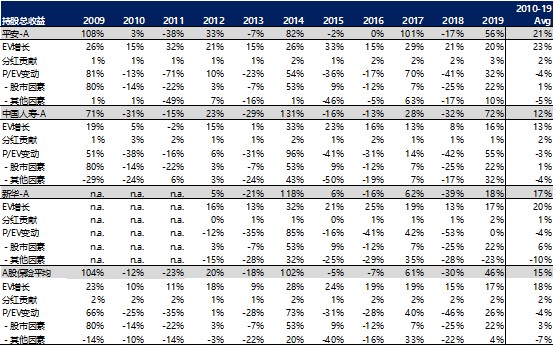 持股总收益 2009 2010 2011 2012 2013 2014 2015 2016 2017 2018 2019 2010-19 Avg
平安-A 108% 3% -38% 33% -7% 82% -2% 0% 101% -17% 56% 21%
EV增长 26% 15% 32% 21% 15% 26% 33% 15% 29% 21% 20% 23%
分红贡献 1% 1% 1% 1% 1% 2% 1% 2% 2% 2% 3% 2%
P/EV变动 81% -13% -71% 10% -23% 54% -36% -17% 70% -41% 32% -4%
- 股市因素 80% -14% -22% 3% -7% 53% 9% -12% 7% -25% 22% 1%
- 其他因素 1% 1% -49% 7% -16% 1% -46% -5% 63% -17% 10% -5%
中国人寿-A 71% -31% -15% 23% -29% 131% -16% -13% 28% -32% 72% 12%
EV增长 19% 5% -2% 15% 1% 33% 23% 16% 13% 8% 16% 13%
分红贡献 1% 3% 2% 1% 1% 2% 1% 2% 1% 2% 1% 2%
P/EV变动 51% -38% -16% 6% -31% 96% -41% -31% 14% -42% 55% -3%
- 股市因素 80% -14% -22% 3% -7% 53% 9% -12% 7% -25% 22% 1%
- 其他因素 -29% -24% 6% 3% -24% 43% -50% -19% 7% -17% 32% -4%
新华-A n.a. n.a. n.a. 5% -21% 118% 6% -16% 62% -39% 18% 17%
EV增长 n.a. n.a. n.a. 16% 13% 32% 21% 25% 19% 13% 17% 20%
分红贡献 n.a. n.a. n.a. 0% 1% 1% 0% 1% 1% 1% 2% 1%
P/EV变动 n.a. n.a. n.a. -12% -35% 85% -16% -41% 42% -53% 0% -4%
- 股市因素 n.a. n.a. n.a. 3% -7% 53% 9% -12% 7% -25% 22% 6%
- 其他因素 n.a. n.a. n.a. -15% -28% 32% -25% -29% 35% -28% -23% -10%
A股保险平均 104% -12% -23% 20% -18% 102% -5% -7% 61% -30% 46% 15%
EV增长 23% 10% 11% 18% 9% 28% 24% 19% 19% 15% 17% 18%
分红贡献 2% 2% 2% 1% 1% 1% 1% 1% 1% 1% 2% 2%
P/EV变动 66% -25% -35% 1% -28% 73% -31% -28% 40% -46% 26% -4%
- 股市因素 80% -14% -22% 3% -7% 53% 9% -12% 7% -25% 22% 3%
- 其他因素 -14% -10% -14% -3% -22% 20% -40% -16% 33% -22% 4% -7%